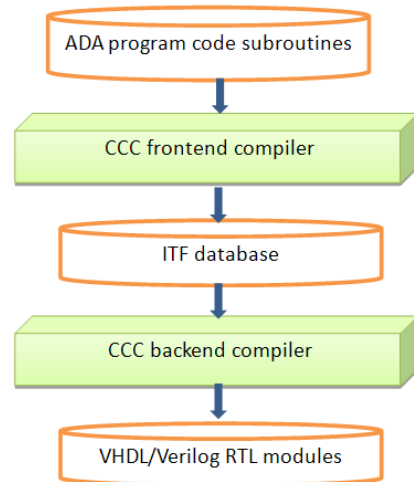 ADA program code subroutines
CCC frontend compiler
ITF database
CCC backend compiler
VHDL/Verilog RTL modules